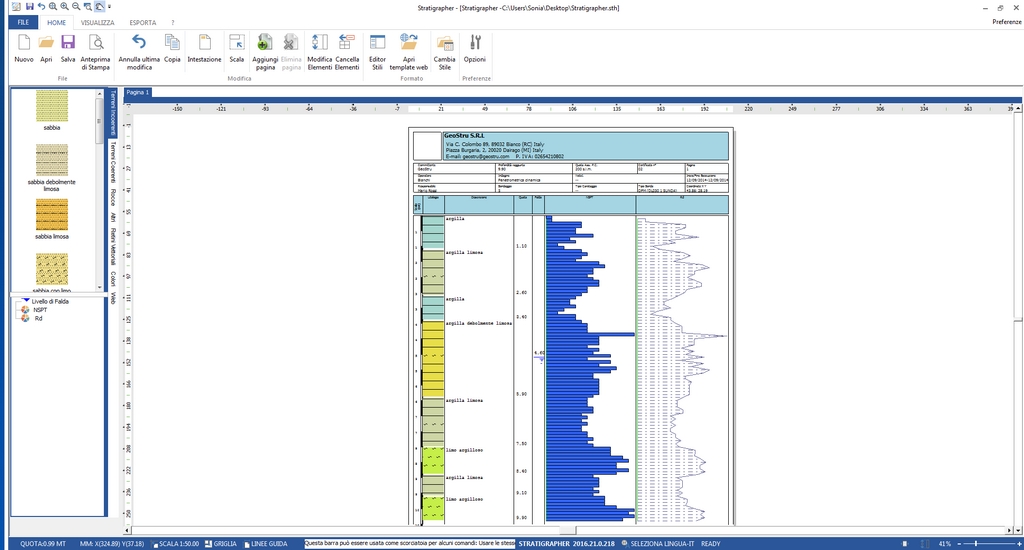 Stratigrapher - [Stratigrapher -C:\Users\Sonia\Desktop\Stratigrapher.sth]
FILE HOME VISUALIZZA ESPORTA ?
Preferenze
Nuovo Apri Salva Anteprima di Stampa
Annulla ultima modifica Copia Intestazione Scala Aggiungi pagina Elimina pagina Modifica Elementi Cancella Elementi
Editor Stili Apri template web Cambia Stile Opzioni
File Modifica Formato Preferenze
sabbia
sabbia debolmente limosa
sabbia limosa
sabbia con limo
Terreni Incoerenti
Terreni Coerenti
Rocce
Altri
Retini Vettoriali
Colori
Web
Livello di Falda
NSPT
Rd
Pagina 1
-150 -121 -93 -64 -36 -7 21 49 78 106 135 163 192 220 249 277 306 334 363
GeoStru S.R.L
Via C. Colombo 89, 89032 Bianco (RC) Italy
Piazza Burgaria, 2, 20020 Dairago (MI) Italy
E-mail: geostru@geostru.com P. IVA: 02654210802
NSPT
Rd
argilla
1.10
argilla limosa
2.60
argilla
3.40
argilla debolmente limosa
argilla limosa
7.50
limo argilloso
8.40
argilla limosa
9.10
limo argilloso
QUOTA:0.99 MT MM: X(324.89) Y(37.18) SCALA 1:50.00 GRIGLIA LINEE GUIDA Questa barra può essere usata come scorciatoia per alcuni comandi: Usare le stess STRATIGRAPHER 2016.21.0.218 SELEZIONA LINGUA-IT READY 41%